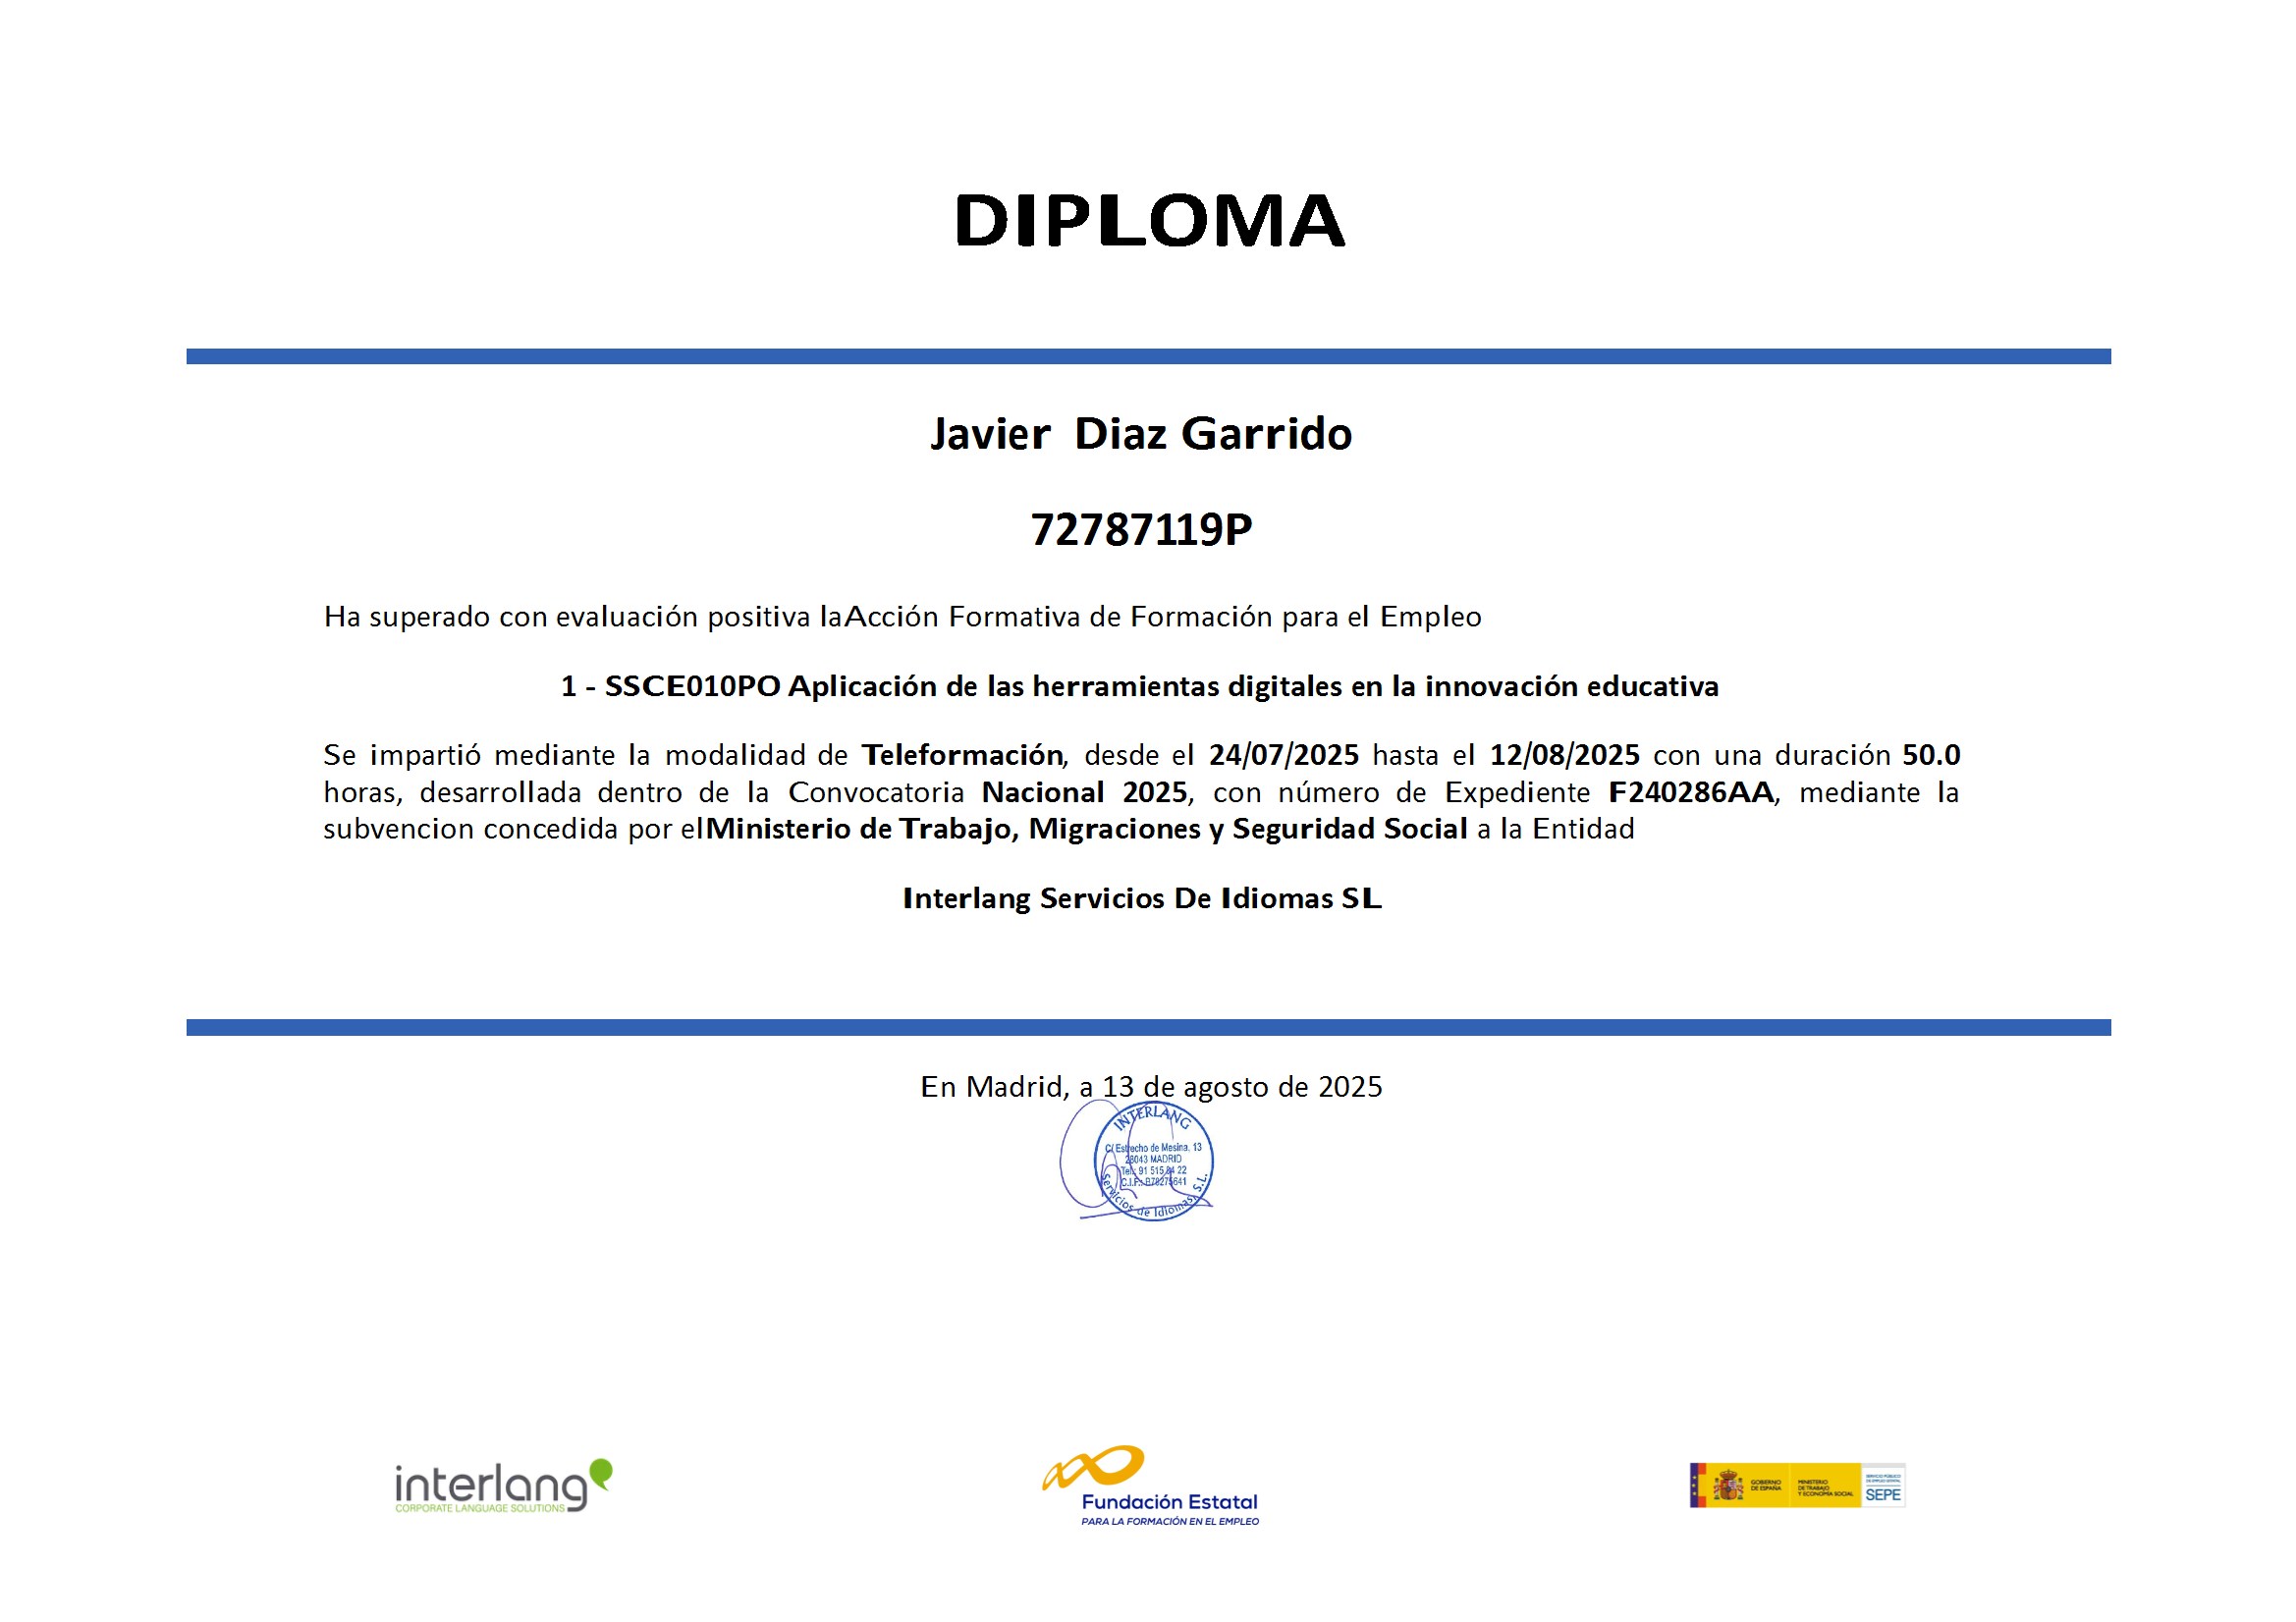 DIPLOMA
Javier Diaz Garrido
72787119P
Ha superado con evaluación positiva laAcción Formativa de Formación para el Empleo
1 - SSCE010PO Aplicación de las herramientas digitales en la innovación educativa
Se impartió mediante la modalidad de Teleformación, desde el 24/07/2025 hasta el 12/08/2025 con una duración 50.0
horas, desarrollada dentro de la Convocatoria Nacional 2025, con número de Expediente F240286AA, mediante la
subvencion concedida por elMinisterio de Trabajo, Migraciones y Seguridad Social a la Entidad
Interlang Servicios De Idiomas SL
En Madrid, a 13 de agosto de 2025
INTERLANG
C/ Estrecho de Mesina, 13
28043 MADRID
Tel.: 91 515 84 22
C.I.F.: B78275641
Servicios de Idiomas, S.L.
interlang
CORPORATE LANGUAGE SOLUTIONS
Fundación Estatal
PARA LA FORMACIÓN EN EL EMPLEO
GOBIERNO
DE ESPAÑA
MINISTERIO
DE TRABAJO
Y ECONOMÍA SOCIAL
SERVICIO PÚBLICO
DE EMPLEO ESTATAL
SEPE